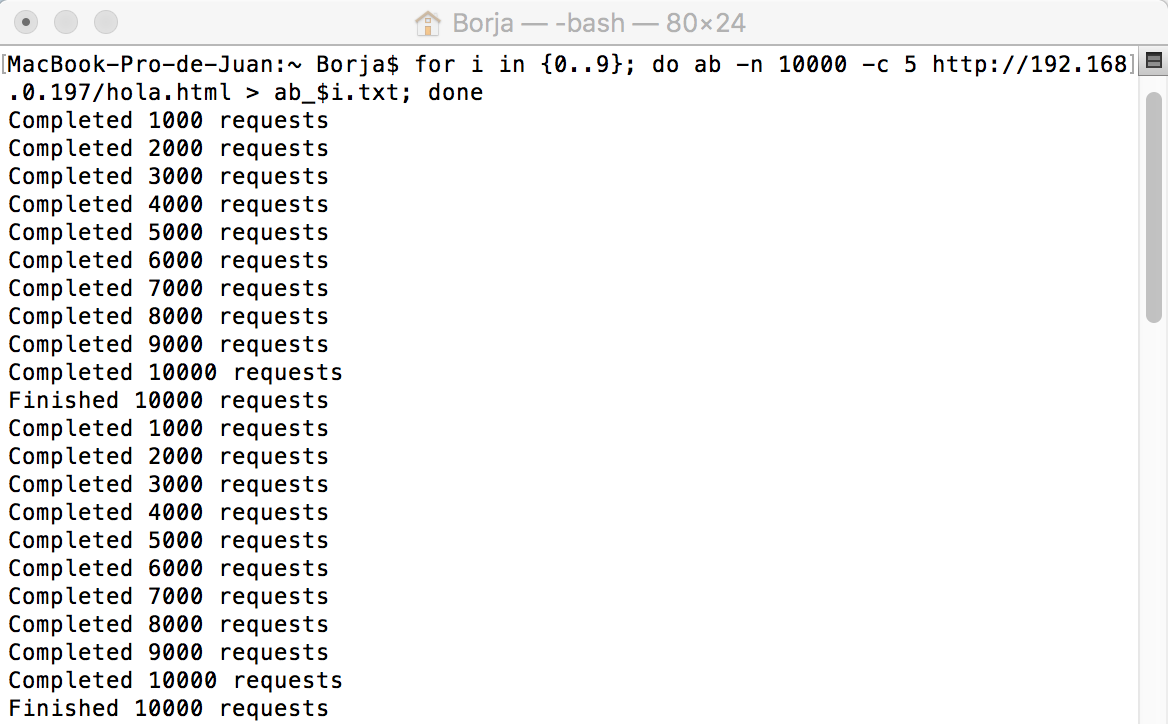 Borja — -bash — 80×24
[MacBook-Pro-de-Juan:~ Borja$ for i in {0..9}; do ab -n 10000 -c 5 http://192.168]
.0.197/hola.html > ab_$i.txt; done
Completed 1000 requests
Completed 2000 requests
Completed 3000 requests
Completed 4000 requests
Completed 5000 requests
Completed 6000 requests
Completed 7000 requests
Completed 8000 requests
Completed 9000 requests
Completed 10000 requests
Finished 10000 requests
Completed 1000 requests
Completed 2000 requests
Completed 3000 requests
Completed 4000 requests
Completed 5000 requests
Completed 6000 requests
Completed 7000 requests
Completed 8000 requests
Completed 9000 requests
Completed 10000 requests
Finished 10000 requests